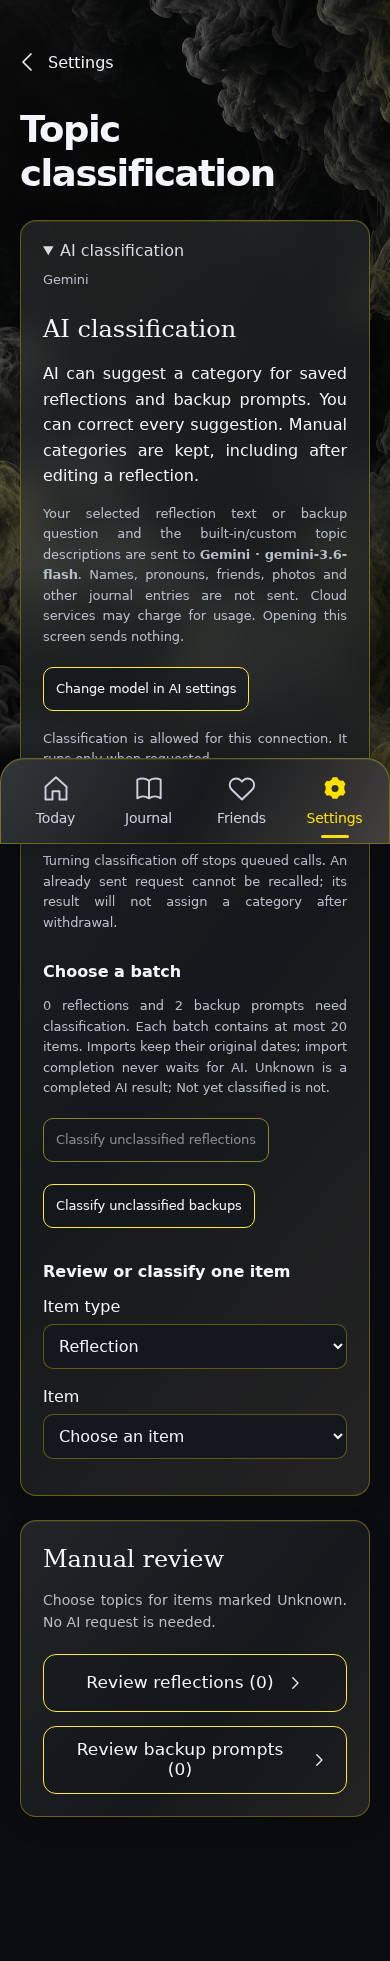 Settings
Topic
classification
▼ AI classification
Gemini
AI classification
AI can suggest a category for saved
reflections and backup prompts. You
can correct every suggestion. Manual
categories are kept, including after
editing a reflection.
Your selected reflection text or backup
question and the built-in/custom topic
descriptions are sent to Gemini · gemini-3.6-
flash. Names, pronouns, friends, photos and
other journal entries are not sent. Cloud
services may charge for usage. Opening this
screen sends nothing.
Change model in AI settings
Classification is allowed for this connection. It
runs only when requested.
Today
Journal
Friends
Settings
Turning classification off stops queued calls. An
already sent request cannot be recalled; its
result will not assign a category after
withdrawal.
Choose a batch
0 reflections and 2 backup prompts need
classification. Each batch contains at most 20
items. Imports keep their original dates; import
completion never waits for AI. Unknown is a
completed AI result; Not yet classified is not.
Classify unclassified reflections
Classify unclassified backups
Review or classify one item
Item type
Reflection
Item
Choose an item
Manual review
Choose topics for items marked Unknown.
No AI request is needed.
Review reflections (0)
Review backup prompts
(0)